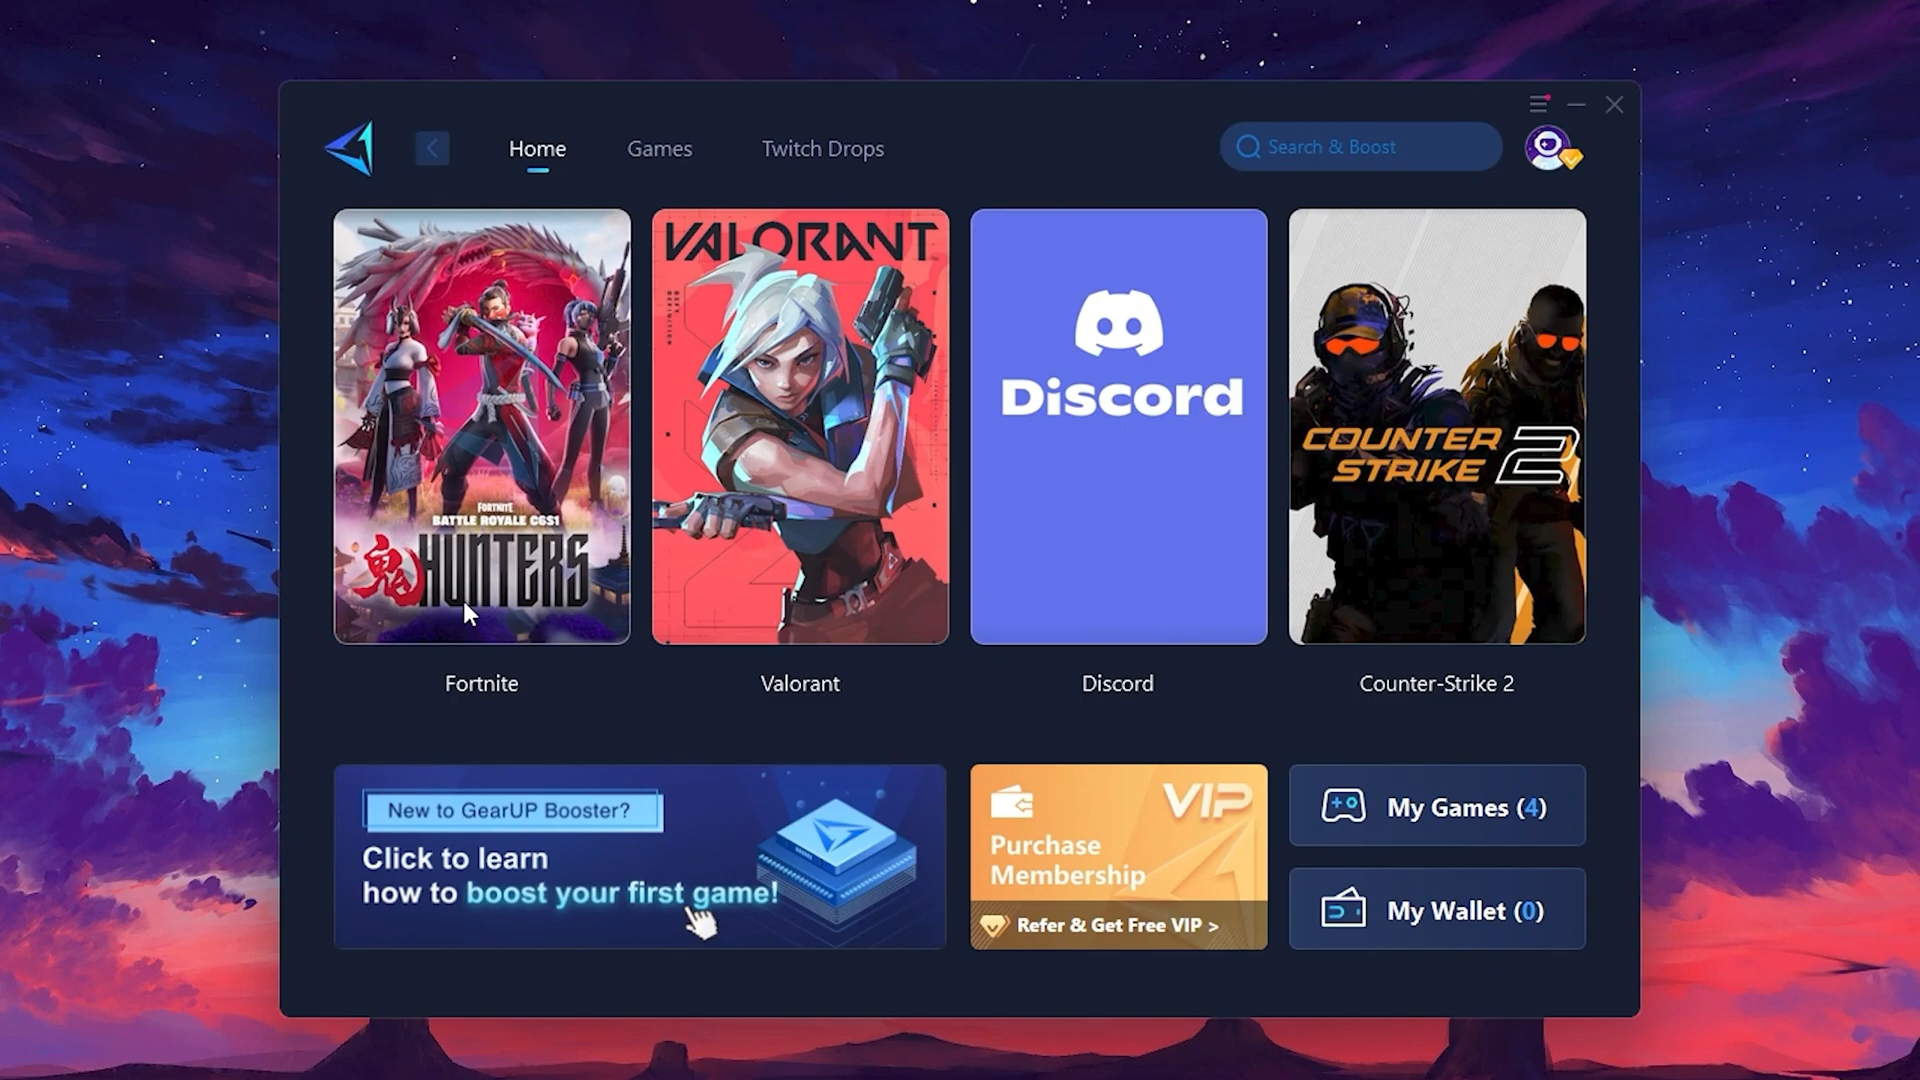 Home
Games
Twitch Drops
Search & Boost
FORTNITE
BATTLE ROYALE C6S1
鬼 HUNTERS
VALORANT
Discord
COUNTER
STRIKE 2
Fortnite
Valorant
Discord
Counter-Strike 2
New to GearUP Booster?
Click to learn
how to boost your first game!
VIP
Purchase
Membership
Refer & Get Free VIP >
My Games (4)
My Wallet (0)